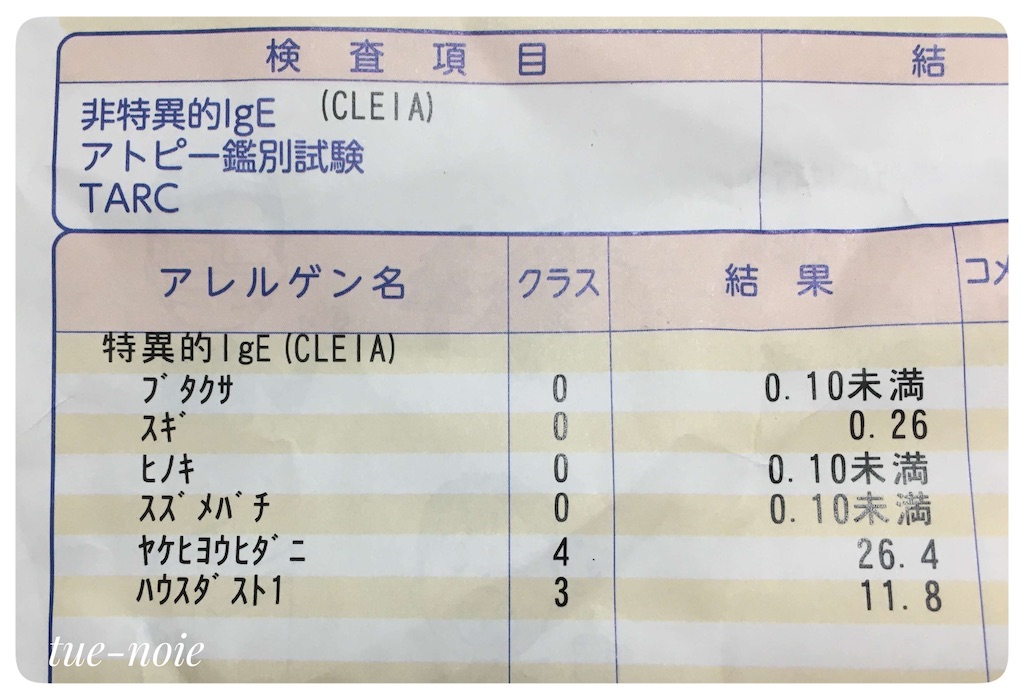 検査項目 結
非特異的IgE (CLEIA)
アトピー鑑別試験
TARC
アレルゲン名 クラス 結果 コメ
特異的IgE(CLEIA)
ブタクサ 0 0.10未満
スギ 0 0.26
ヒノキ 0 0.10未満
スズメバチ 0 0.10未満
ヤケヒヨウヒダニ 4 26.4
ハウスダスト1 3 11.8
tue-noie